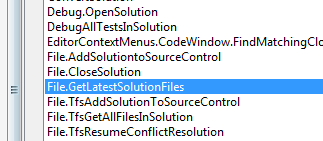 Debug.OpenSolution
DebugAllTestsInSolution
EditorContextMenus.CodeWindow.FindMatchingClo
File.AddSolutiontoSourceControl
File.CloseSolution
File.GetLatestSolutionFiles
File.TfsAddSolutionToSourceControl
File.TfsGetAllFilesInSolution
File.TfsResumeConflictResolution